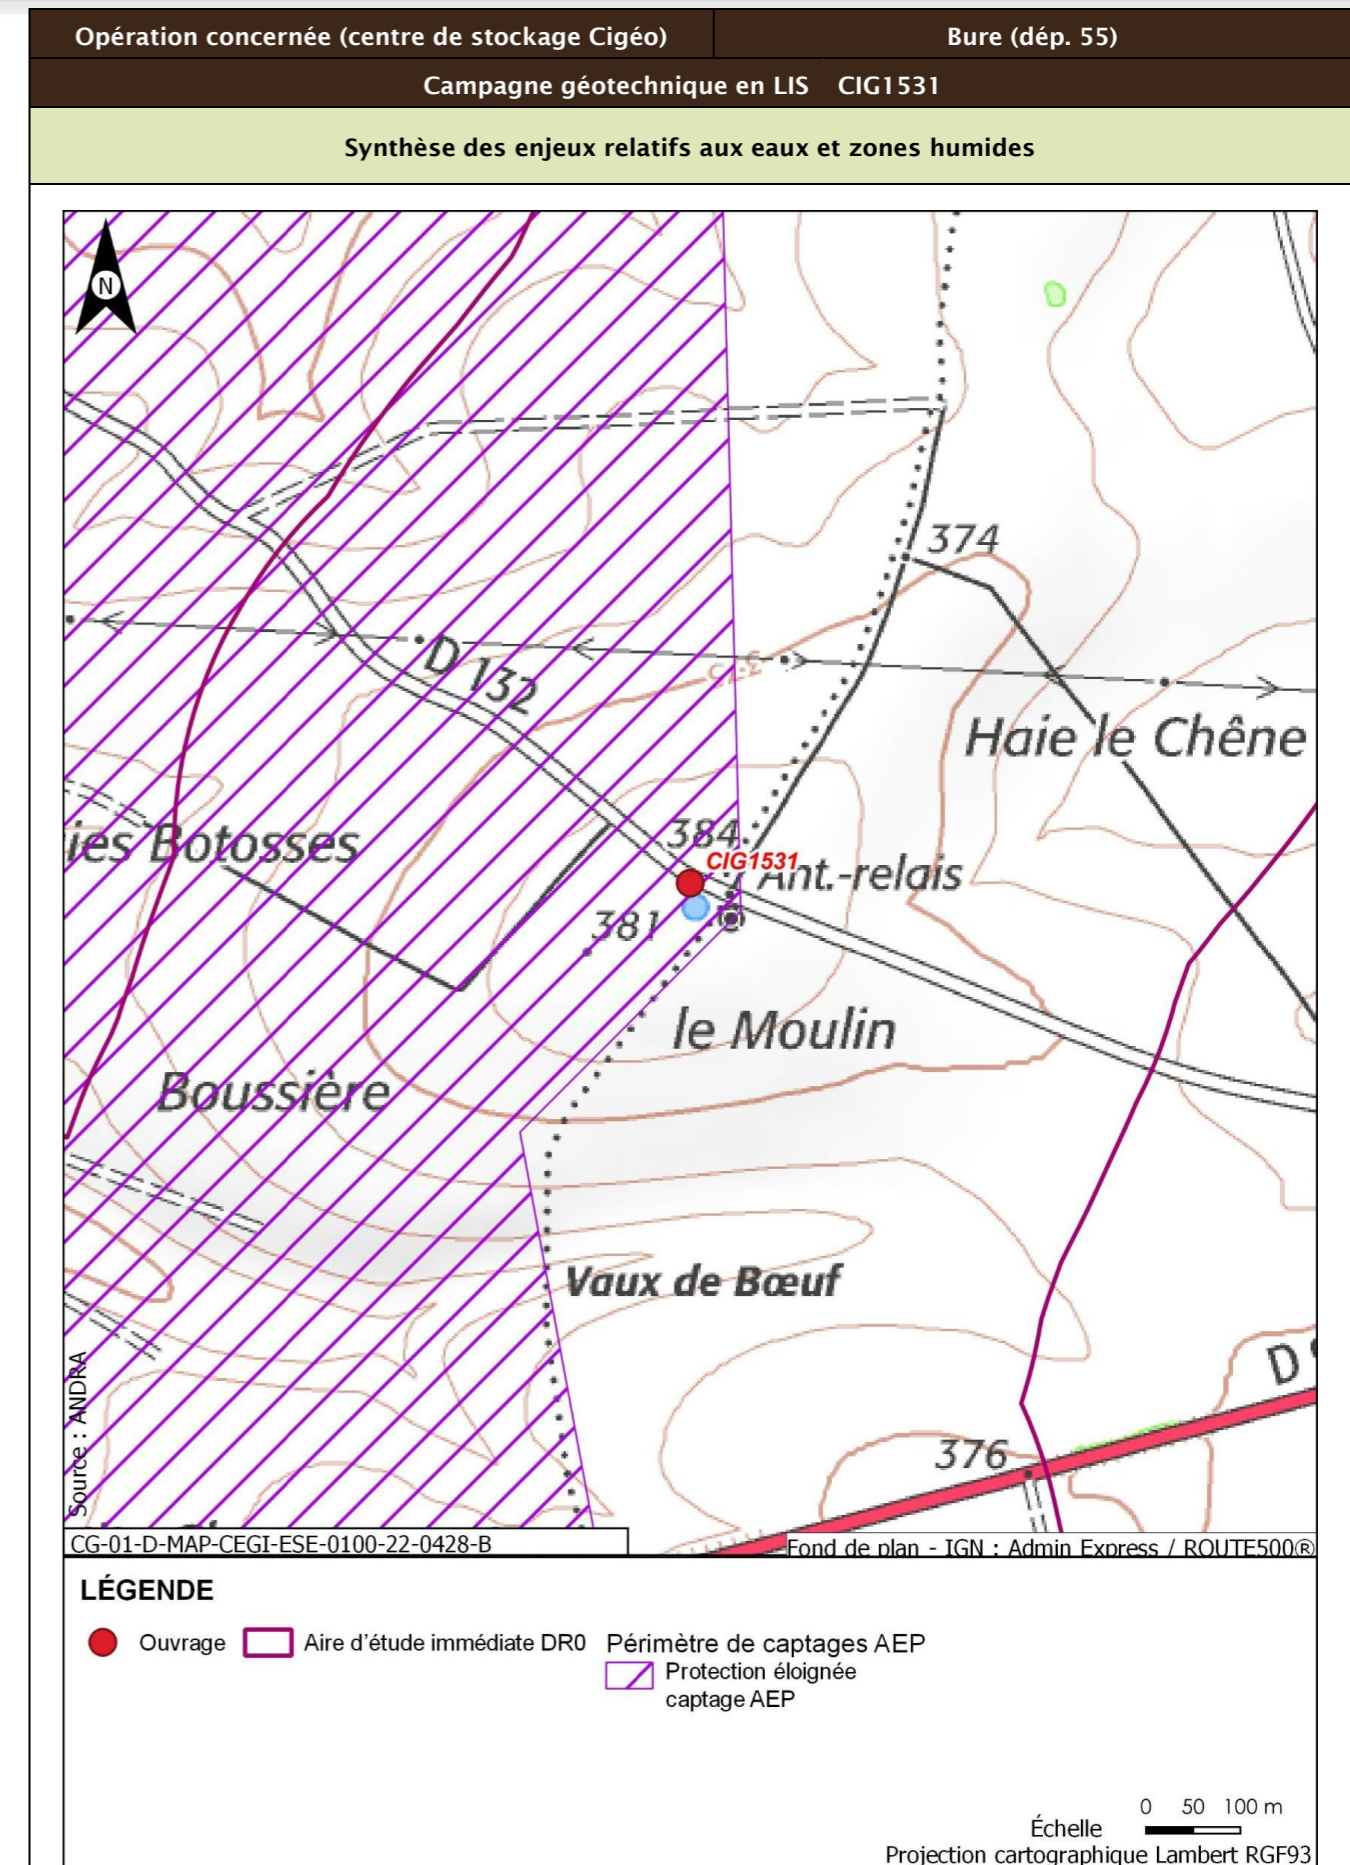 Opération concernée (centre de stockage Cigéo)
Bure (dép. 55)
Campagne géotechnique en LIS CIG1531
Synthèse des enjeux relatifs aux eaux et zones humides
N
374
375
D 132
Haie le Chêne
384
CIG1531
ies Botosses
Ant.-relais
381
le Moulin
Boussière
Vaux de Bœuf
D
376
Source : ANDRA
CG-01-D-MAP-CEGI-ESE-0100-22-0428-B
Fond de plan - IGN : Admin Express / ROUTE500®
LÉGENDE
Ouvrage
Aire d'étude immédiate DR0
Périmètre de captages AEP
Protection éloignée
captage AEP
0 50 100 m
Échelle
Projection cartographique Lambert RGF93